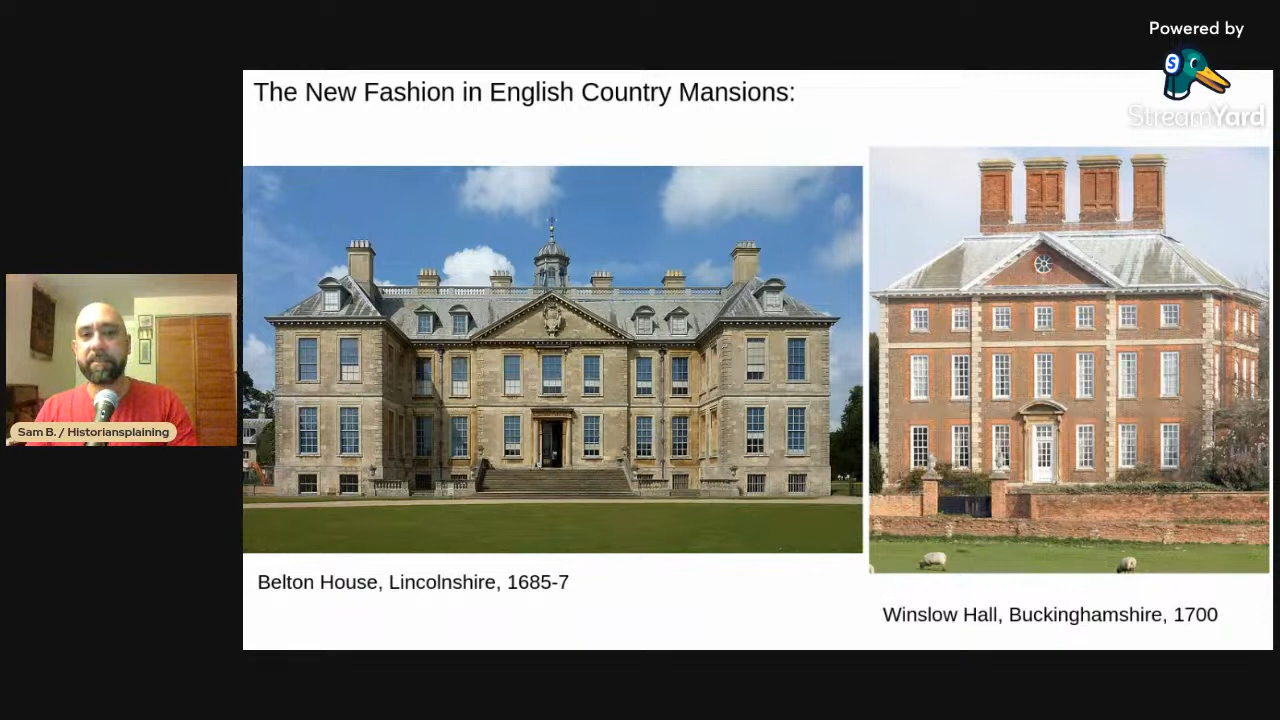 Powered by
StreamYard
The New Fashion in English Country Mansions:
Sam B. / Historiansplaining
Belton House, Lincolnshire, 1685-7
Winslow Hall, Buckinghamshire, 1700